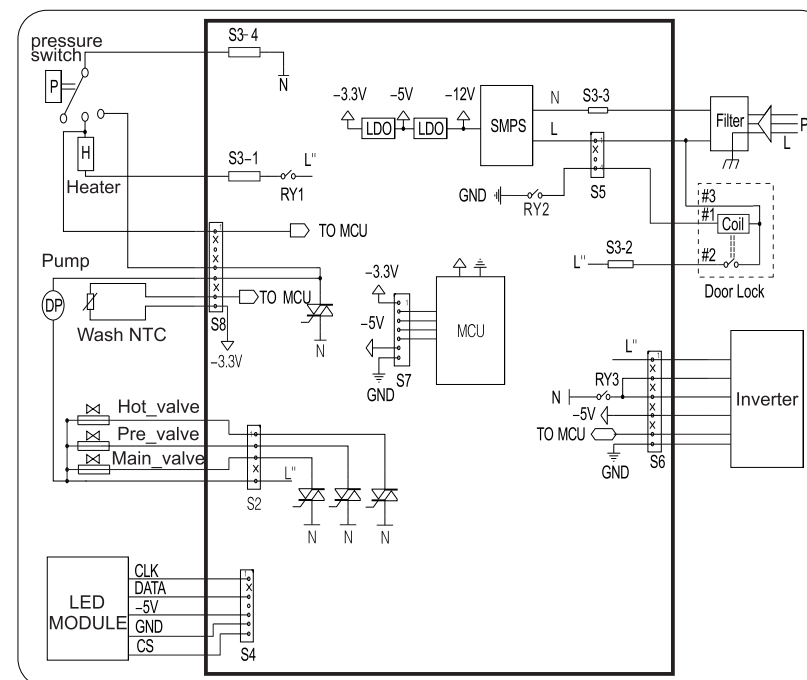 pressure
switch
P
S3-4
N
-3.3V
-5V
-12V
LDO
LDO
SMPS
N
L
S3-3
Filter
P
L
H
Heater
S3-1
L"
RY1
GND
RY2
S5
#3
#1
Coil
#2
S3-2
L"
Door Lock
TO MCU
Pump
DP
TO MCU
Wash NTC
S8
-3.3V
N
-3.3V
-5V
GND
S7
MCU
L"
RY3
N
-5V
TO MCU
GND
S6
Inverter
Hot_valve
Pre_valve
Main_valve
S2
L"
N
N
N
LED
MODULE
CLK
DATA
-5V
GND
CS
S4